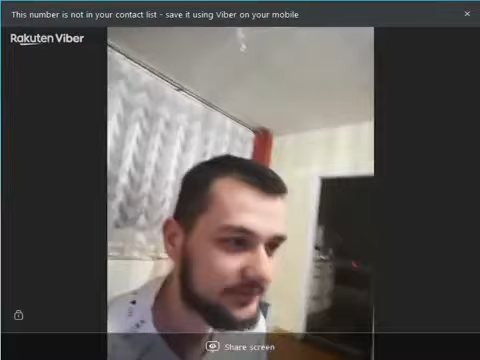 This number is not in your contact list - save it using Viber on your mobile
Rakuten Viber
Share screen